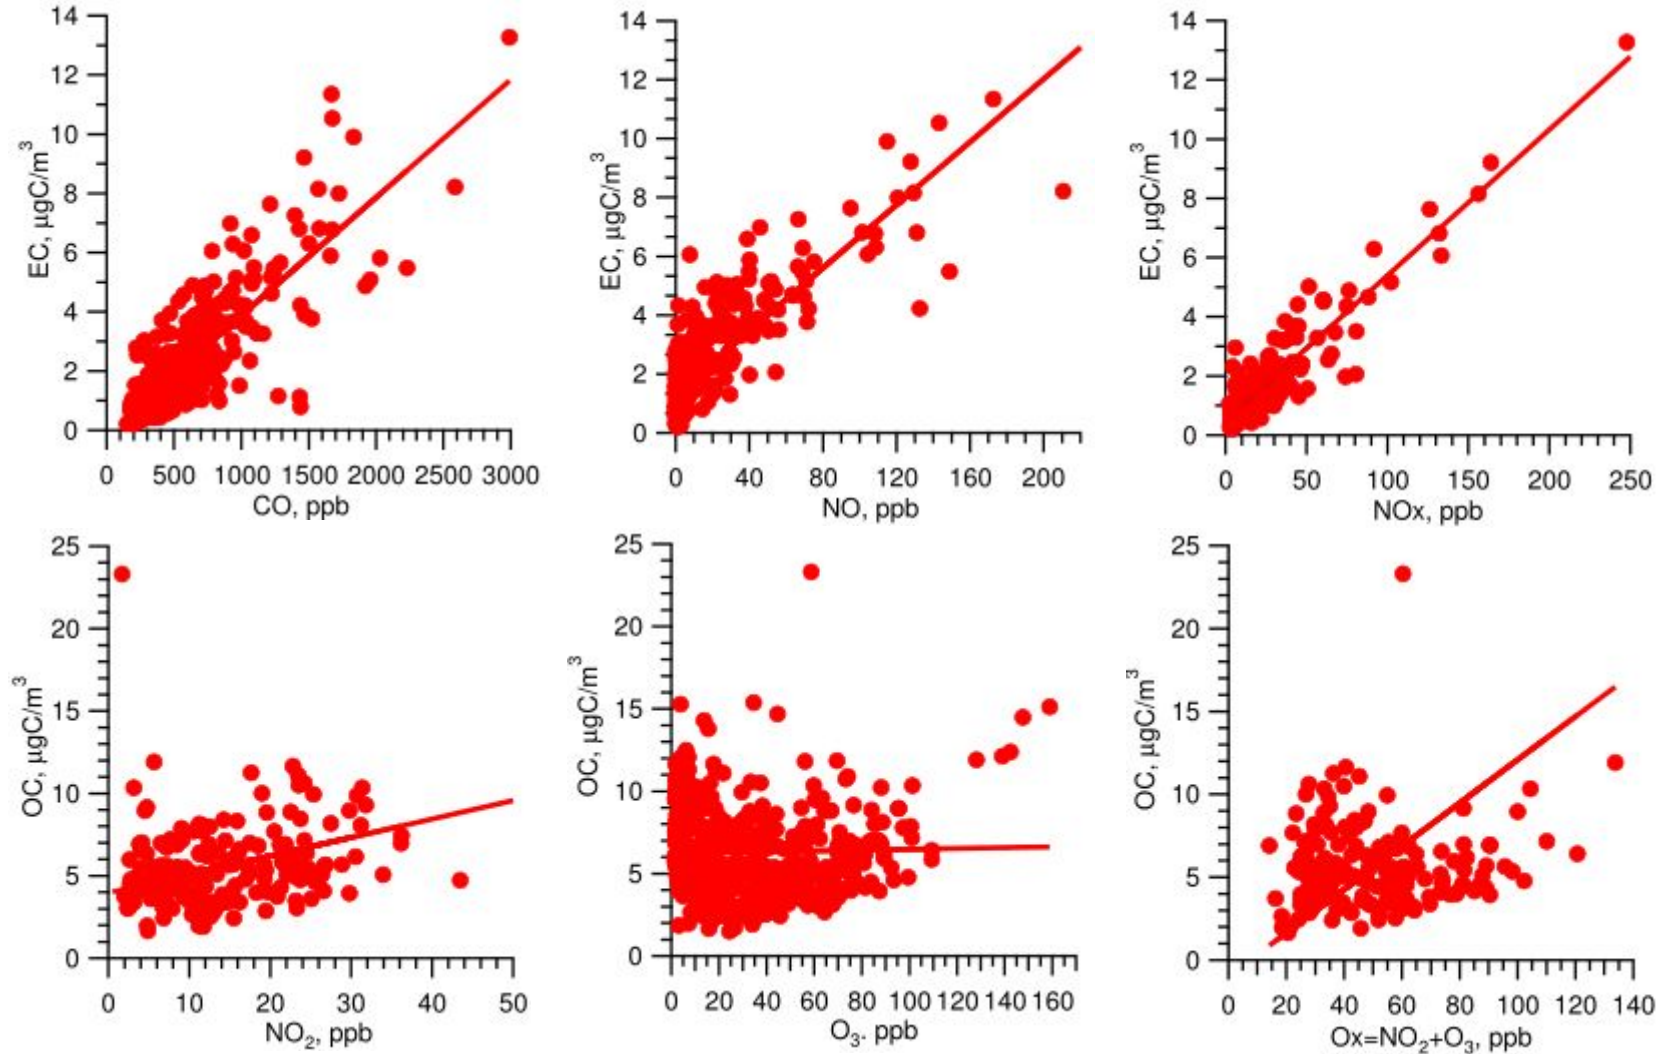 14
12
10
8
6
4
2
0
EC, µgC/m³
0 500 1000 1500 2000 2500 3000
CO, ppb
14
12
10
8
6
4
2
0
EC, µgC/m³
0 40 80 120 160 200
NO, ppb
14
12
10
8
6
4
2
0
EC, µgC/m³
0 50 100 150 200 250
NOx, ppb
25
20
15
10
5
0
OC, µgC/m³
0 10 20 30 40 50
NO₂, ppb
25
20
15
10
5
0
OC, µgC/m³
0 20 40 60 80 100 120 140 160
O₃. ppb
25
20
15
10
5
0
OC, µgC/m³
0 20 40 60 80 100 120 140
Ox=NO₂+O₃, ppb